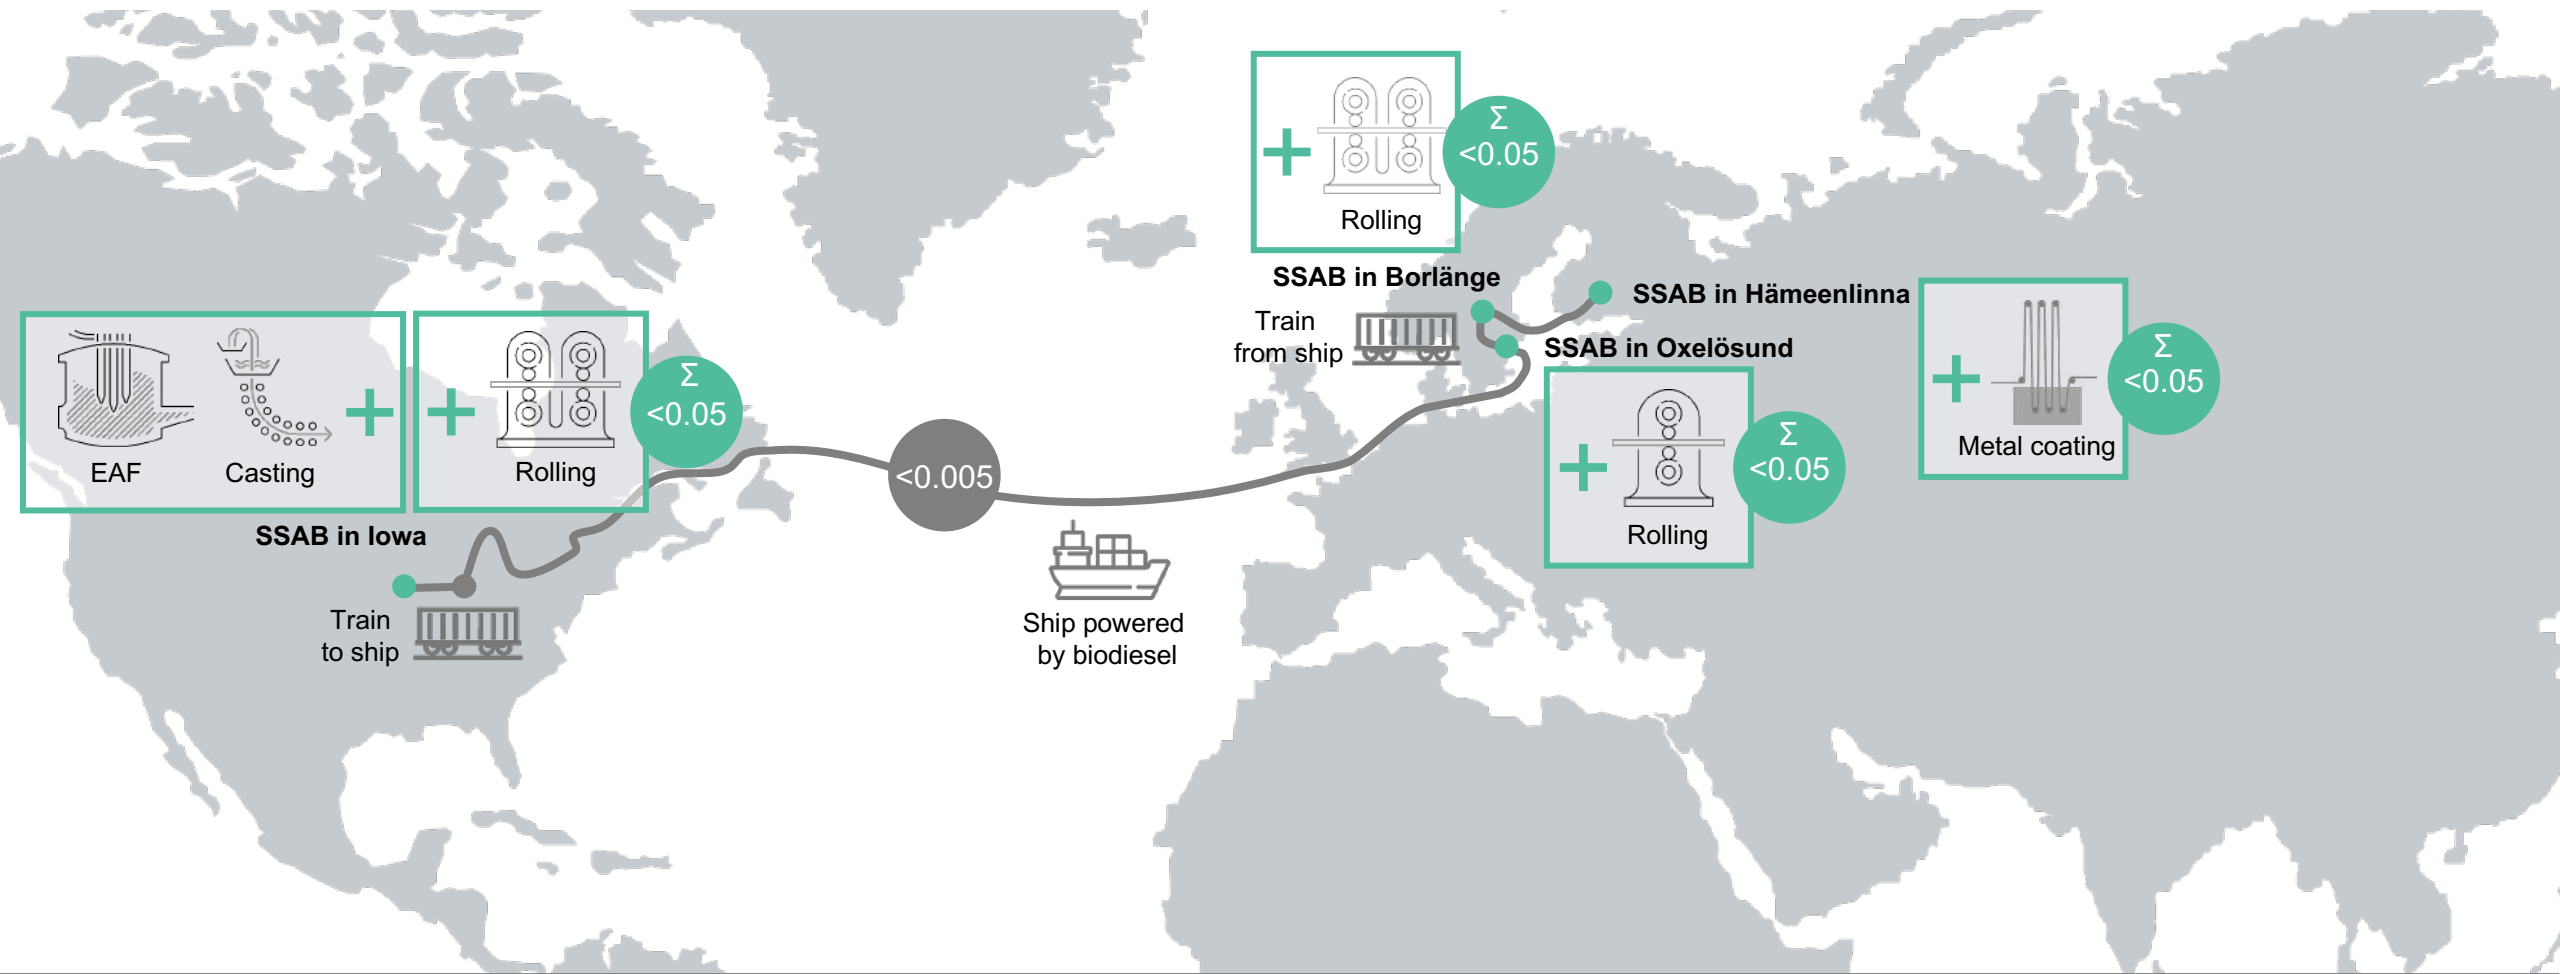 Σ
<0.05
Rolling
SSAB in Borlänge
Train
from ship
SSAB in Hämeenlinna
SSAB in Oxelösund
Σ
<0.05
Metal coating
Σ
<0.05
Rolling
EAF
Casting
Rolling
Σ
<0.05
SSAB in Iowa
Train
to ship
<0.005
Ship powered
by biodiesel